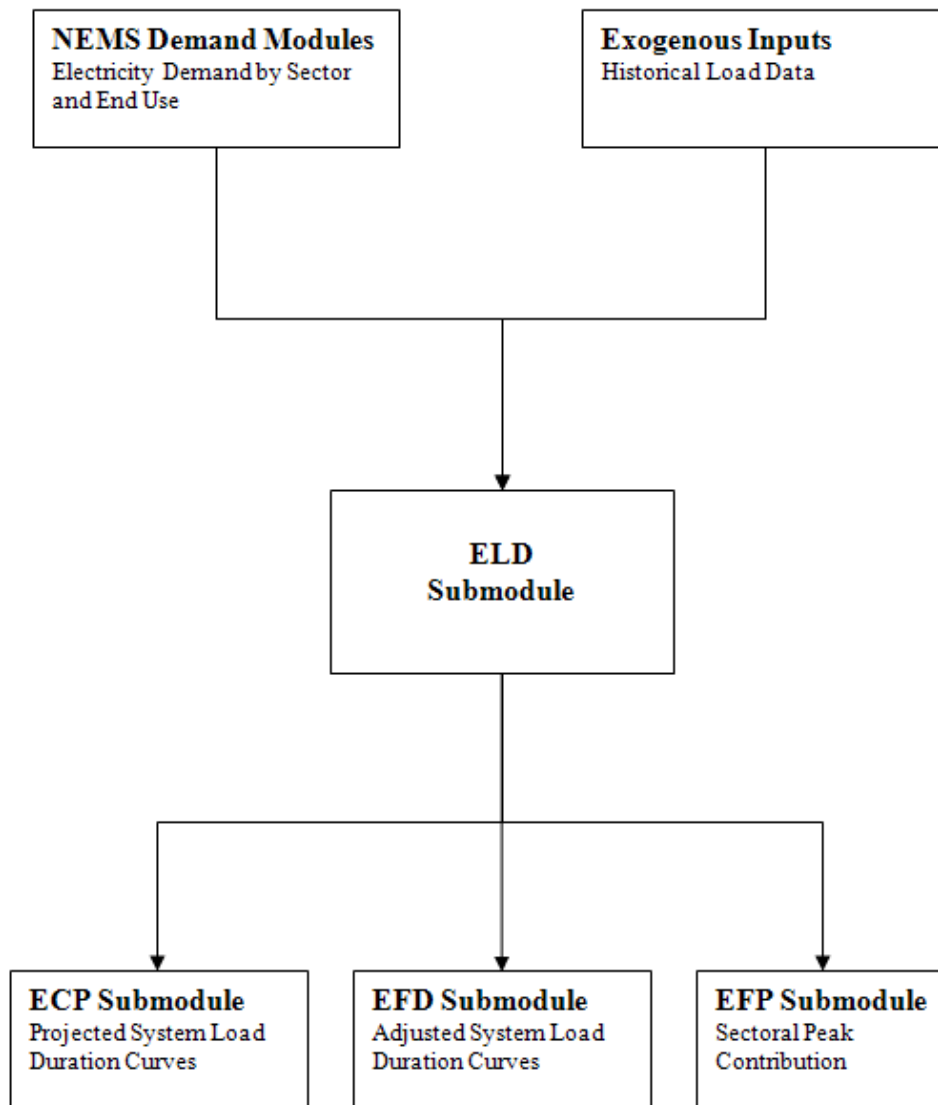 NEMS Demand Modules
Electricity Demand by Sector
and End Use
Exogenous Inputs
Historical Load Data
ELD
Submodule
ECP Submodule
Projected System Load
Duration Curves
EFD Submodule
Adjusted System Load
Duration Curves
EFP Submodule
Sectoral Peak
Contribution